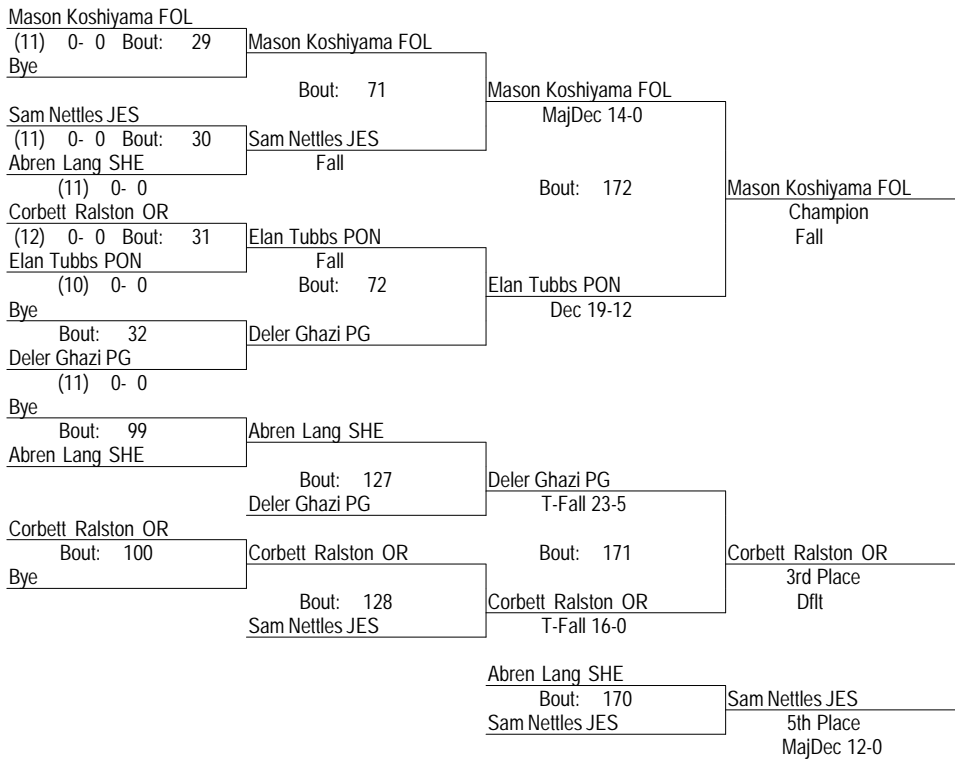 Mason Koshiyama FOL
(11) 0- 0 Bout: 29
Mason Koshiyama FOL
Bye
Bout: 71
Mason Koshiyama FOL
MajDec 14-0
Sam Nettles JES
(11) 0- 0 Bout: 30
Sam Nettles JES
Abren Lang SHE
Fall
(11) 0- 0
Bout: 172
Mason Koshiyama FOL
Champion
Fall
Corbett Ralston OR
(12) 0- 0 Bout: 31
Elan Tubbs PON
Elan Tubbs PON
Fall
(10) 0- 0
Bout: 72
Elan Tubbs PON
Dec 19-12
Bye
Bout: 32
Deler Ghazi PG
Deler Ghazi PG
(11) 0- 0
Bye
Bout: 99
Abren Lang SHE
Abren Lang SHE
Bout: 127
Deler Ghazi PG
Deler Ghazi PG
T-Fall 23-5
Corbett Ralston OR
Bout: 100
Corbett Ralston OR
Bout: 171
Corbett Ralston OR
Bye
3rd Place
Dflt
Bout: 128
Corbett Ralston OR
Sam Nettles JES
T-Fall 16-0
Abren Lang SHE
Bout: 170
Sam Nettles JES
Sam Nettles JES
5th Place
MajDec 12-0